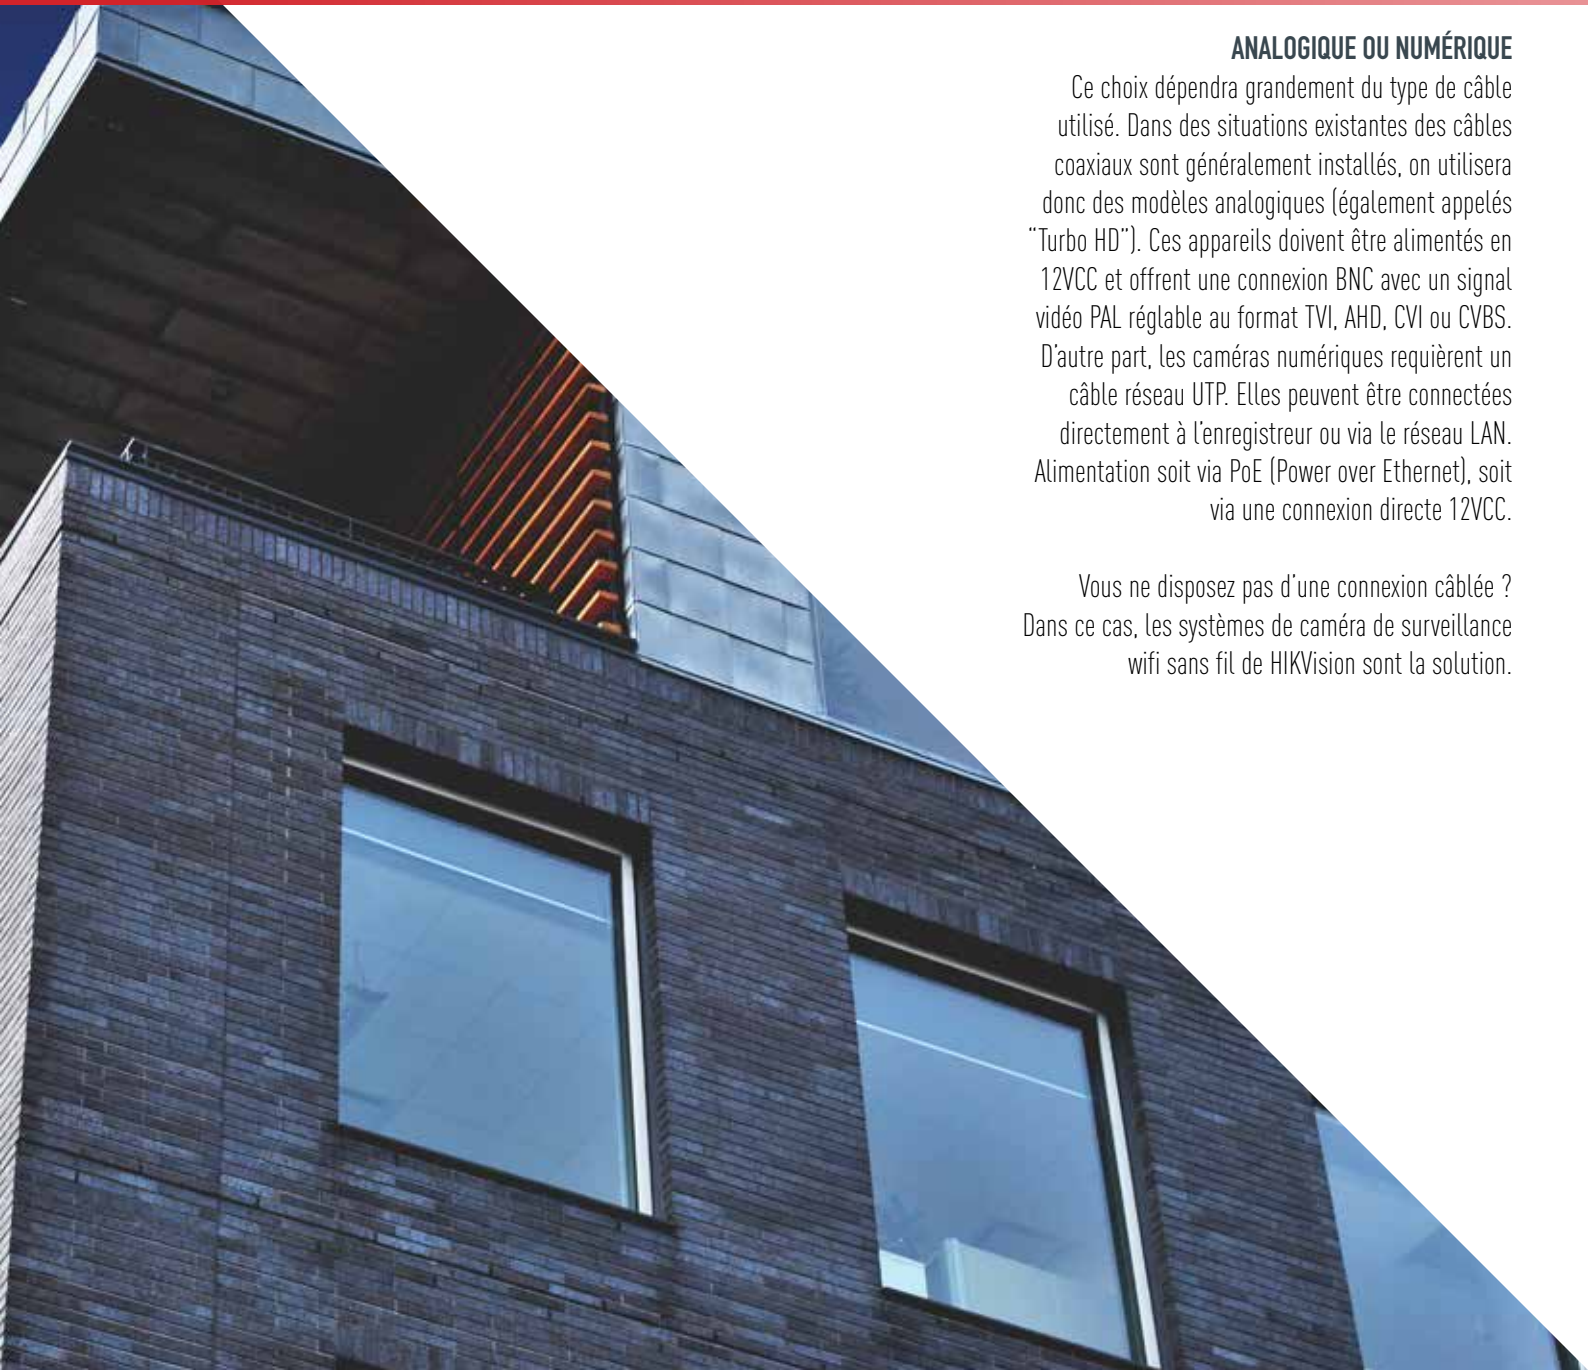 ANALOGIQUE OU NUMÉRIQUE
Ce choix dépendra grandement du type de câble
utilisé. Dans des situations existantes des câbles
coaxiaux sont généralement installés, on utilisera
donc des modèles analogiques (également appelés
"Turbo HD"). Ces appareils doivent être alimentés en
12VCC et offrent une connexion BNC avec un signal
vidéo PAL réglable au format TVI, AHD, CVI ou CVBS.
D'autre part, les caméras numériques requièrent un
câble réseau UTP. Elles peuvent être connectées
directement à l'enregistreur ou via le réseau LAN.
Alimentation soit via PoE (Power over Ethernet), soit
via une connexion directe 12VCC.
Vous ne disposez pas d'une connexion câblée ?
Dans ce cas, les systèmes de caméra de surveillance
wifi sans fil de HIKVision sont la solution.